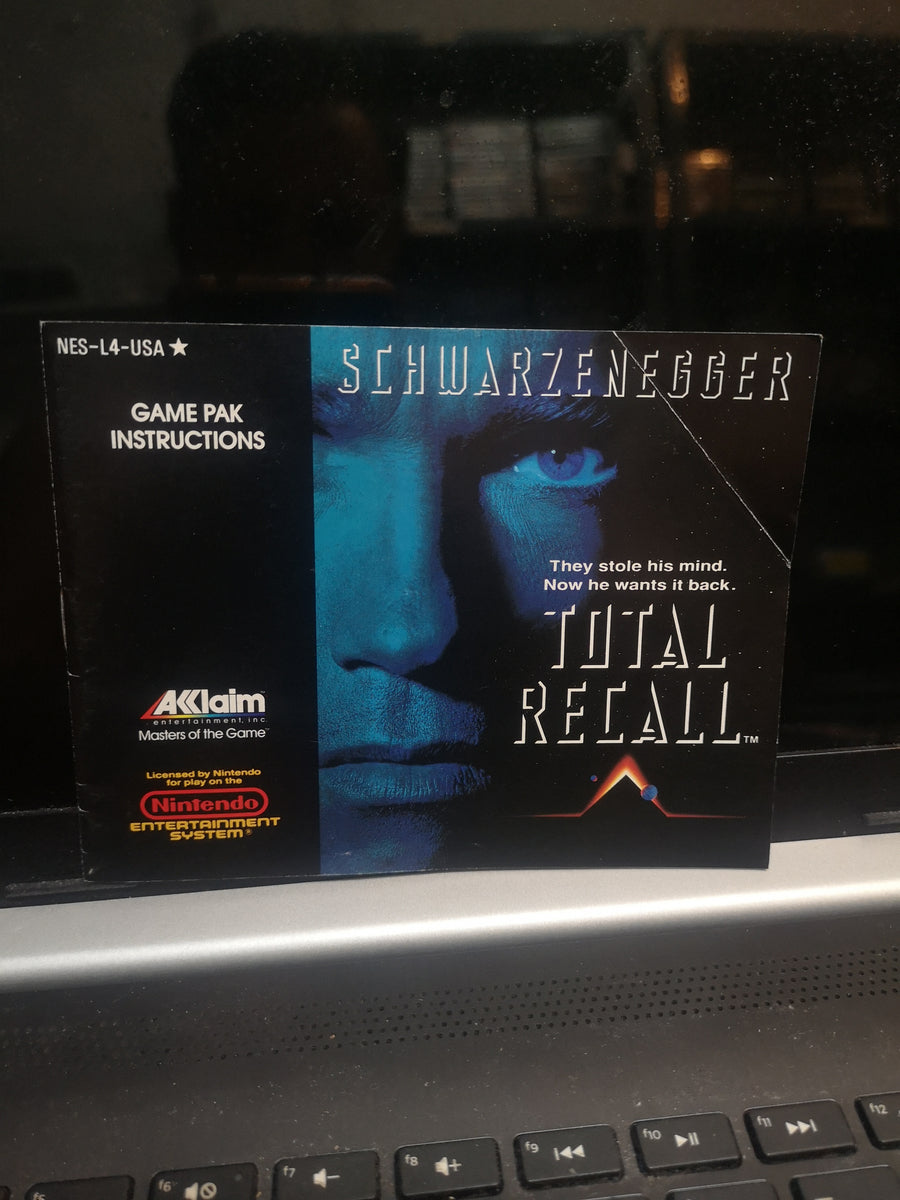 NES-L4-USA★
GAME PAK
INSTRUCTIONS
SCHWARZENEGGER
They stole his mind.
Now he wants it back.
TOTAL
RECALL™
AKKlaim™
entertainment, inc.
Masters of the Game™
Licensed by Nintendo
for play on the
Nintendo
ENTERTAINMENT
SYSTEM®
f5
f6
f7
f8
f9
f10
f11
f12